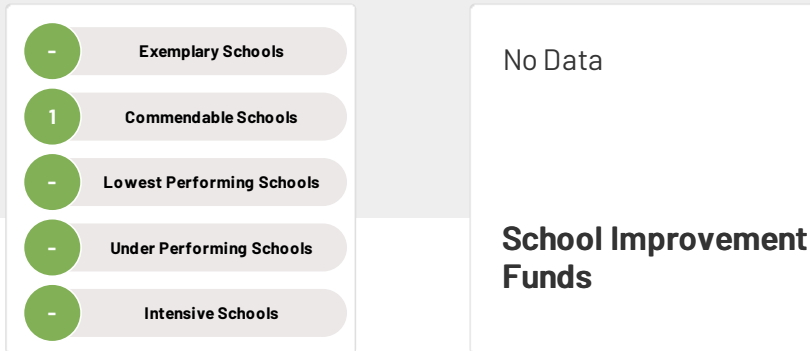 - Exemplary Schools
1 Commendable Schools
- Lowest Performing Schools
- Under Performing Schools
- Intensive Schools
No Data
School Improvement
Funds